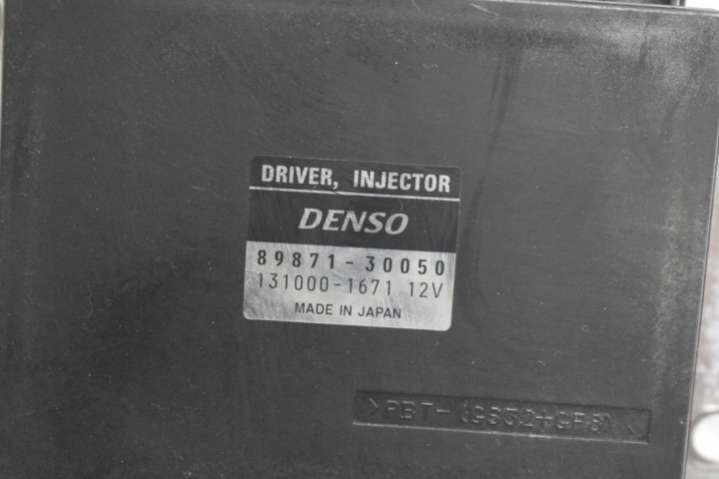 DRIVER, INJECTOR
DENSO
89871-30050
131000-1671 12V
MADE IN JAPAN